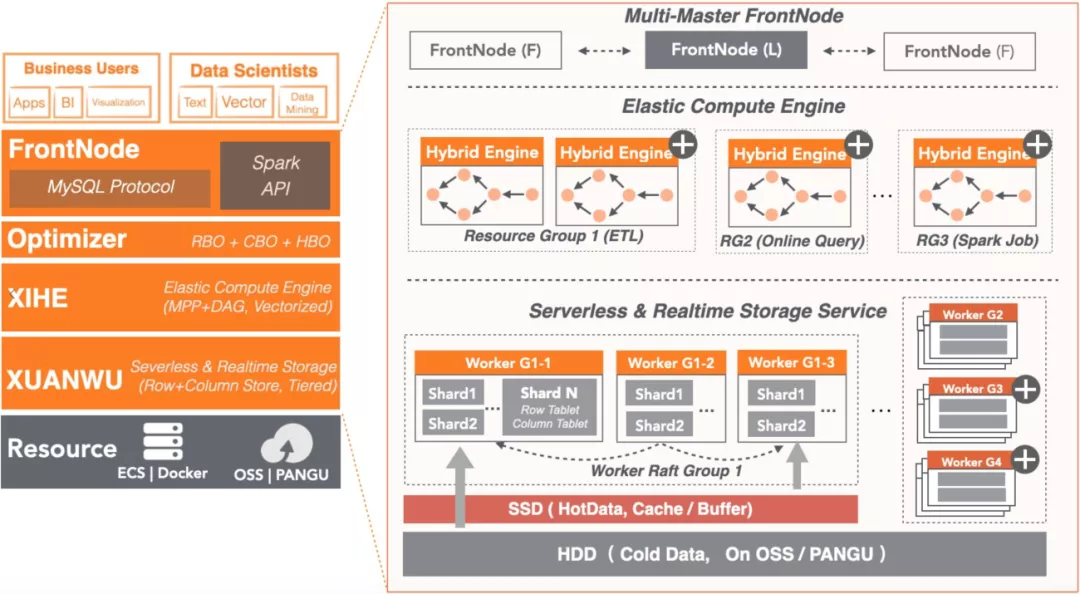 Business Users
Apps
BI
Visualization
Data Scientists
Text
Vector
Data
Mining
FrontNode
MySQL Protocol
Spark
API
Optimizer
RBO + CBO + HBO
XIHE
Elastic Compute Engine
(MPP+DAG, Vectorized)
XUANWU
Severless & Realtime Storage
(Row+Column Store, Tiered)
Resource
ECS | Docker
OSS | PANGU
Multi-Master FrontNode
FrontNode (F)
FrontNode (L)
FrontNode (F)
Elastic Compute Engine
Hybrid Engine
Hybrid Engine
Hybrid Engine
Hybrid Engine
...
Resource Group 1 (ETL)
RG2 (Online Query)
RG3 (Spark Job)
Serverless & Realtime Storage Service
Worker G1-1
Shard1
Shard2
...
Shard N
Row Tablet
Column Tablet
Worker G1-2
Shard1
Shard2
...
Worker G1-3
Shard1
Shard2
...
...
Worker Raft Group 1
Worker G2
Worker G3
Worker G4
SSD ( HotData, Cache / Buffer)
HDD （ Cold Data,   On OSS / PANGU ）